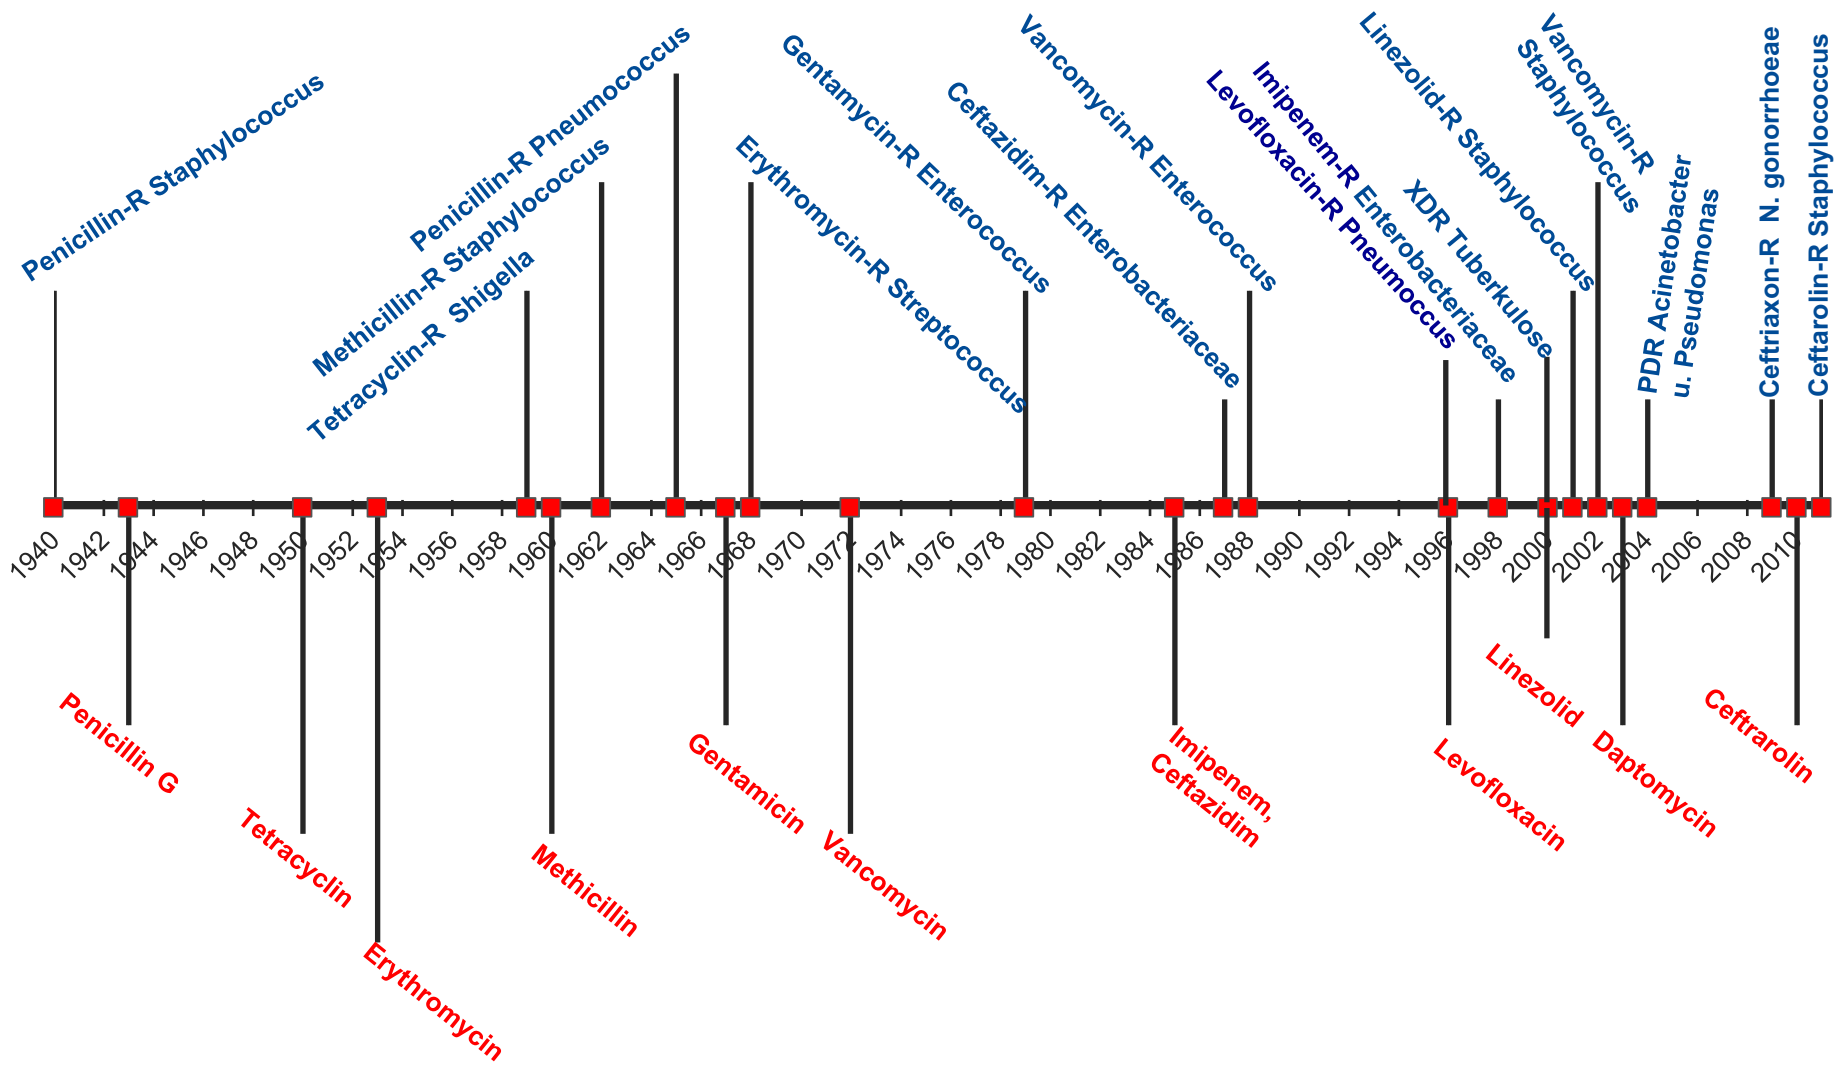 Penicillin-R Staphylococcus
Tetracyclin-R Shigella
Methicillin-R Staphylococcus
Penicillin-R Pneumococcus
Erythromycin-R Streptococcus
Gentamycin-R Enterococcus
Ceftazidim-R Enterobacteriaceae
Vancomycin-R Enterococcus
Levofloxacin-R Pneumoccus
Imipenem-R Enterobacteriaceae
XDR Tuberkulose
Linezolid-R Staphylococcus
Vancomycin-R
Staphylococcus
PDR Acinetobacter
u. Pseudomonas
Ceftriaxon-R N. gonorrhoeae
Ceftarolin-R Staphylococcus
1940
1942
1944
1946
1948
1950
1952
1954
1956
1958
1960
1962
1964
1966
1968
1970
1972
1974
1976
1978
1980
1982
1984
1986
1988
1990
1992
1994
1996
1998
2000
2002
2004
2006
2008
2010
Penicillin G
Tetracyclin
Erythromycin
Methicillin
Gentamicin
Vancomycin
Imipenem,
Ceftazidim
Levofloxacin
Linezolid
Daptomycin
Ceftrarolin